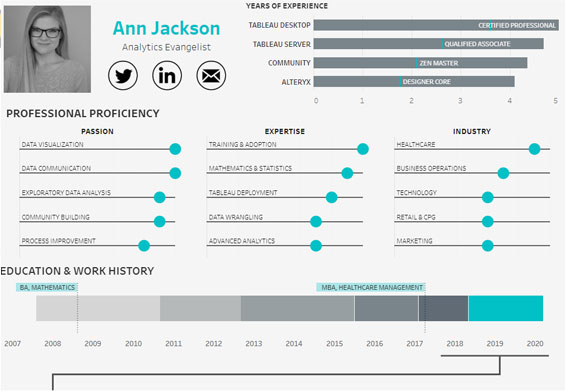 YEARS OF EXPERIENCE
Ann Jackson
Analytics Evangelist
TABLEAU DESKTOP
CERTIFIED PROFESSIONAL
TABLEAU SERVER
QUALIFIED ASSOCIATE
COMMUNITY
ZEN MASTER
ALTERYX
DESIGNER CORE
0 1 2 3 4 5
PROFESSIONAL PROFICIENCY
PASSION
DATA VISUALIZATION
DATA COMMUNICATION
EXPLORATORY DATA ANALYSIS
COMMUNITY BUILDING
PROCESS IMPROVEMENT
EXPERTISE
TRAINING & ADOPTION
MATHEMATICS & STATISTICS
TABLEAU DEPLOYMENT
DATA WRANGLING
ADVANCED ANALYTICS
INDUSTRY
HEALTHCARE
BUSINESS OPERATIONS
TECHNOLOGY
RETAIL & CPG
MARKETING
EDUCATION & WORK HISTORY
BA, MATHEMATICS
MBA, HEALTHCARE MANAGEMENT
2007 2008 2009 2010 2011 2012 2013 2014 2015 2016 2017 2018 2019 2020